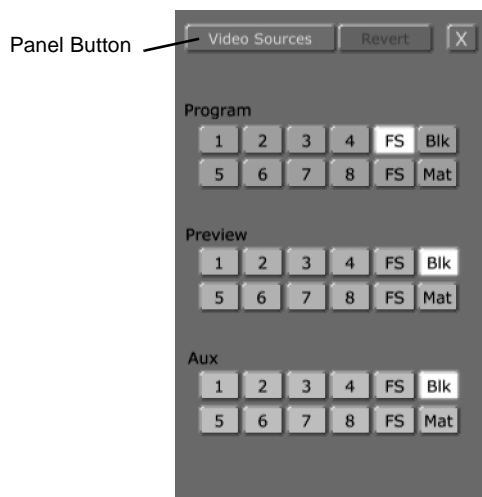 Panel Button
Video Sources Revert X
Program
1 2 3 4 FS Blk
5 6 7 8 FS Mat
Preview
1 2 3 4 FS Blk
5 6 7 8 FS Mat
Aux
1 2 3 4 FS Blk
5 6 7 8 FS Mat